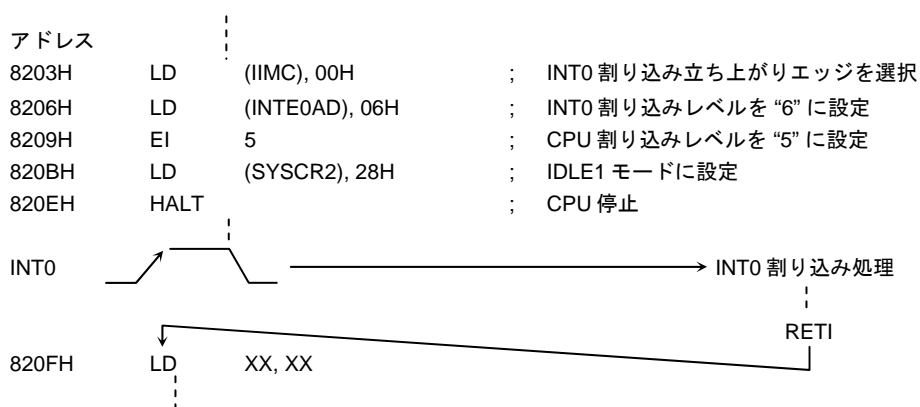 アドレス
8203H LD (IIMC), 00H ; INT0 割り込み立ち上がりエッジを選択
8206H LD (INTE0AD), 06H ; INT0 割り込みレベルを “6” に設定
8209H EI 5 ; CPU 割り込みレベルを “5” に設定
820BH LD (SYSCR2), 28H ; IDLE1 モードに設定
820EH HALT ; CPU 停止
INT0 INT0 割り込み処理
RETI
820FH LD XX, XX